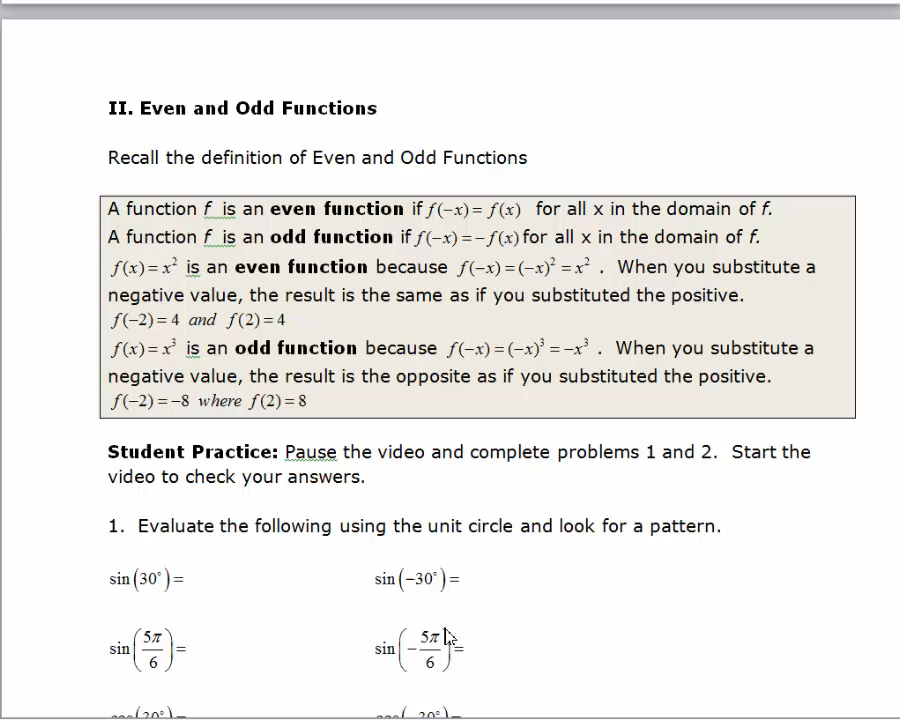 II. Even and Odd Functions
Recall the definition of Even and Odd Functions
A function f is an even function if f(−x) = f(x) for all x in the domain of f.
A function f is an odd function if f(−x) = −f(x) for all x in the domain of f.
f(x) = x² is an even function because f(−x) = (−x)² = x² . When you substitute a
negative value, the result is the same as if you substituted the positive.
f(−2) = 4 and f(2) = 4
f(x) = x³ is an odd function because f(−x) = (−x)³ = −x³ . When you substitute a
negative value, the result is the opposite as if you substituted the positive.
f(−2) = −8 where f(2) = 8
Student Practice: Pause the video and complete problems 1 and 2. Start the
video to check your answers.
1. Evaluate the following using the unit circle and look for a pattern.
sin(30°) = sin(−30°) =
sin(5π/6) = sin(−5π/6) =